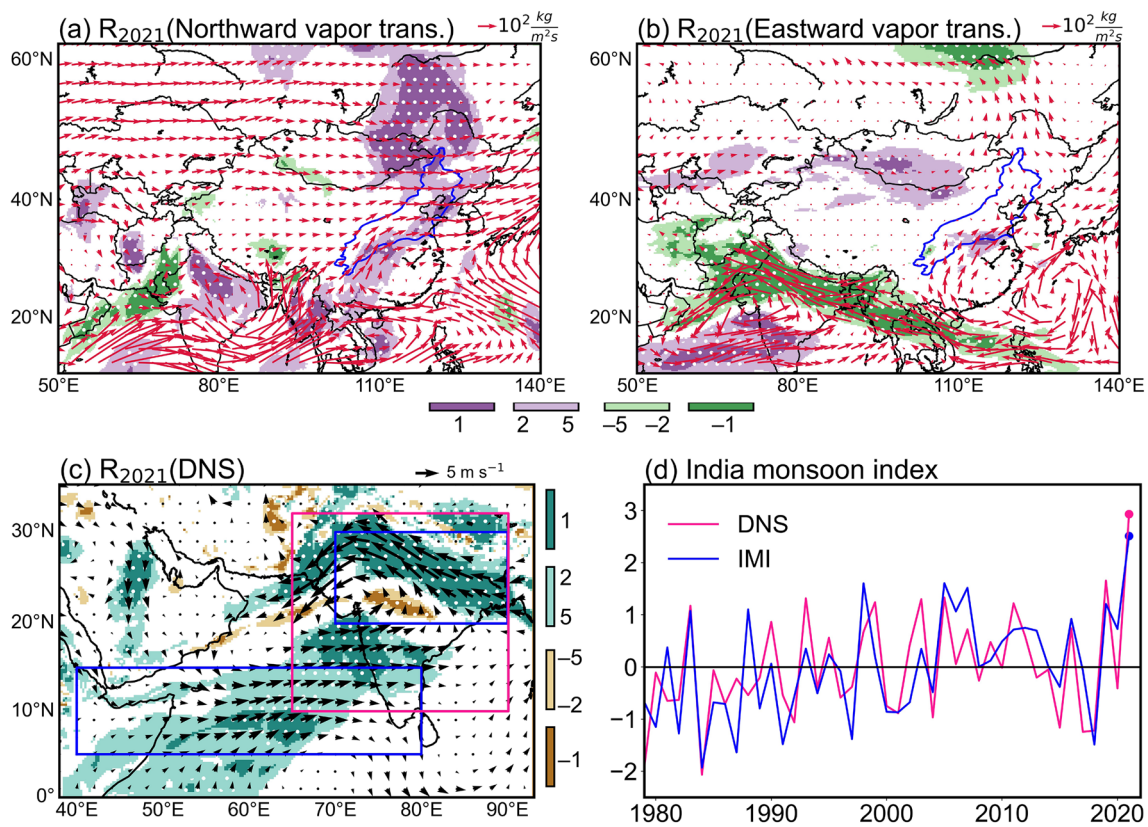 (a) R2021(Northward vapor trans.) 10² kg/m²s
(b) R2021(Eastward vapor trans.) 10² kg/m²s
60°N
40°N
20°N
50°E 80°E 110°E 140°E
60°N
40°N
20°N
50°E 80°E 110°E 140°E
1 2 5 –5 –2 –1
(c) R2021(DNS) 5 m s⁻¹
30°N
20°N
10°N
0°
40°E 50°E 60°E 70°E 80°E 90°E
1
2
5
–5
–2
–1
(d) India monsoon index
DNS
IMI
3
2
1
0
−1
−2
1980 1990 2000 2010 2020